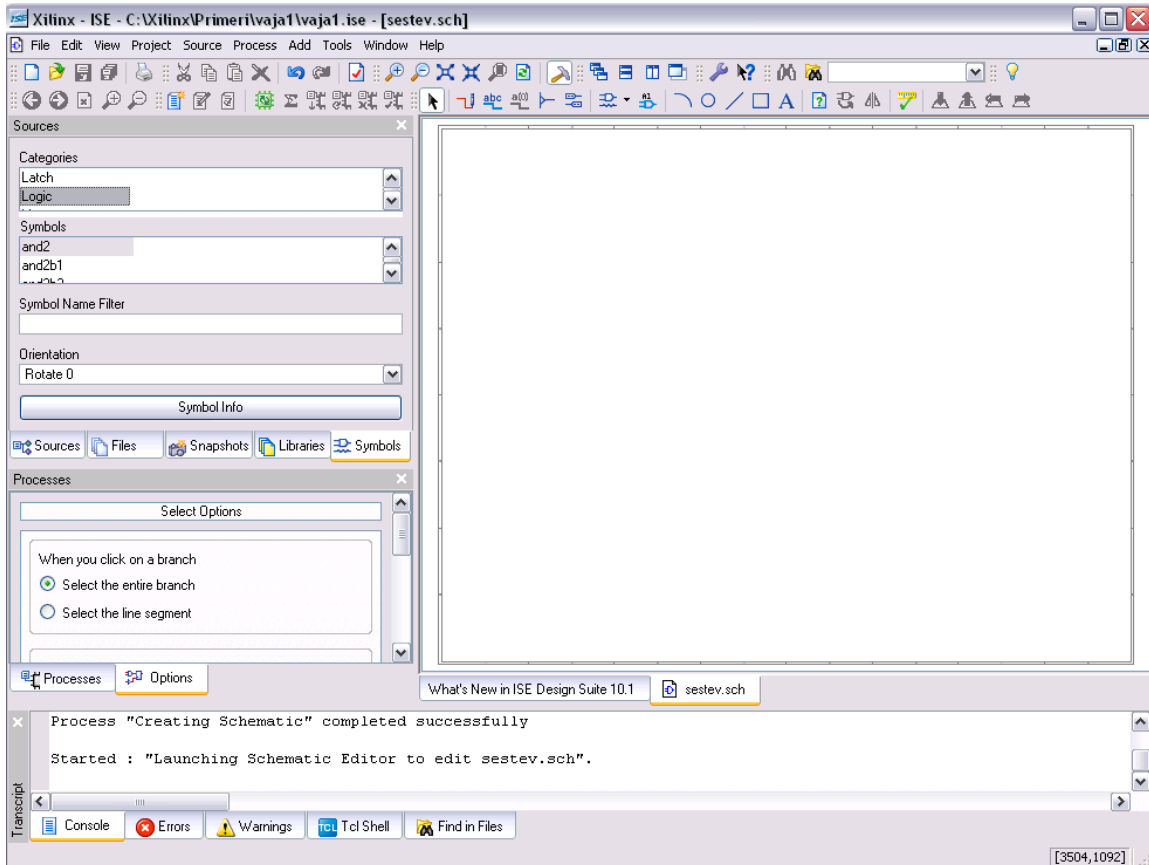 Xilinx - ISE - C:\Xilinx\Primeri\vaja1\vaja1.ise - [sestev.sch]
File Edit View Project Source Process Add Tools Window Help
Sources
Categories
Latch
Logic
Symbols
and2
and2b1
and2b2
Symbol Name Filter
Orientation
Rotate 0
Symbol Info
Sources Files Snapshots Libraries Symbols
Processes
Select Options
When you click on a branch
Select the entire branch
Select the line segment
Processes Options
What's New in ISE Design Suite 10.1 sestev.sch
Process "Creating Schematic" completed successfully
Started : "Launching Schematic Editor to edit sestev.sch".
Transcript
Console Errors Warnings Tcl Shell Find in Files
[3504,1092]